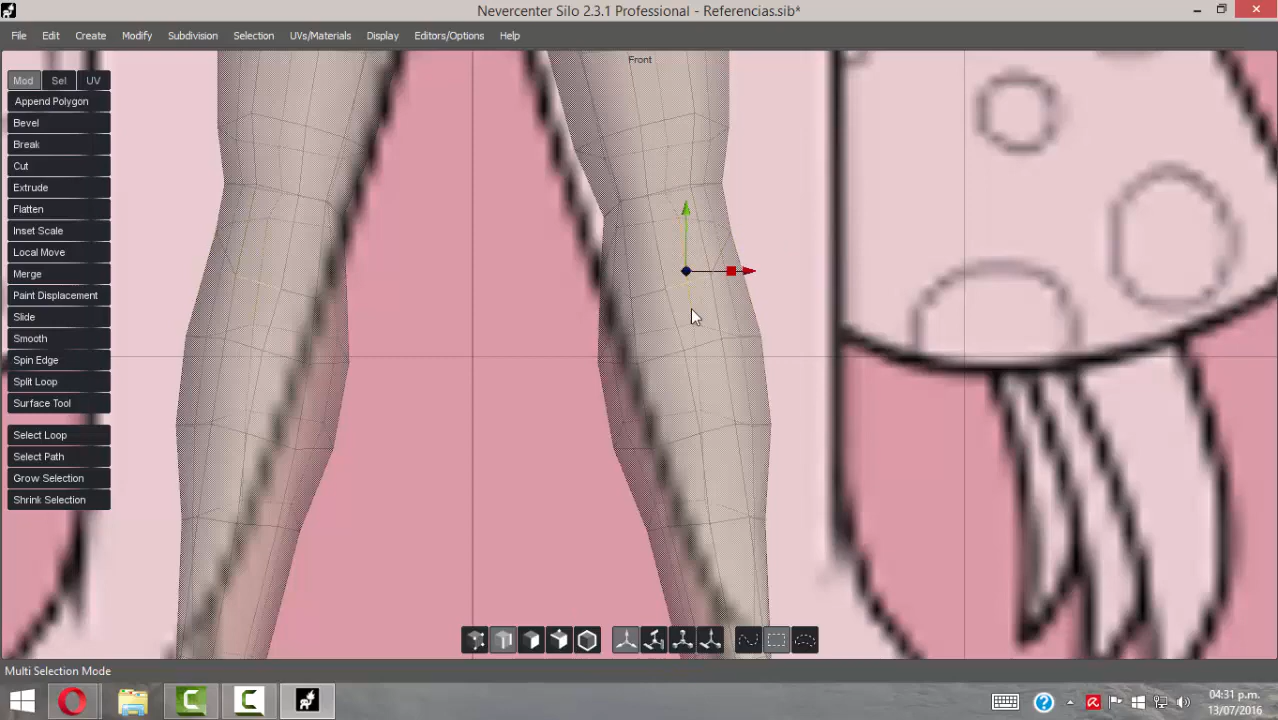 Nevercenter Silo 2.3.1 Professional - Referencias.sib*
File Edit Create Modify Subdivision Selection UVs/Materials Display Editors/Options Help
Front
Mod Sel UV
Append Polygon
Bevel
Break
Cut
Extrude
Flatten
Inset Scale
Local Move
Merge
Paint Displacement
Slide
Smooth
Spin Edge
Split Loop
Surface Tool
Select Loop
Select Path
Grow Selection
Shrink Selection
Multi Selection Mode
04:31 p.m.
13/07/2016